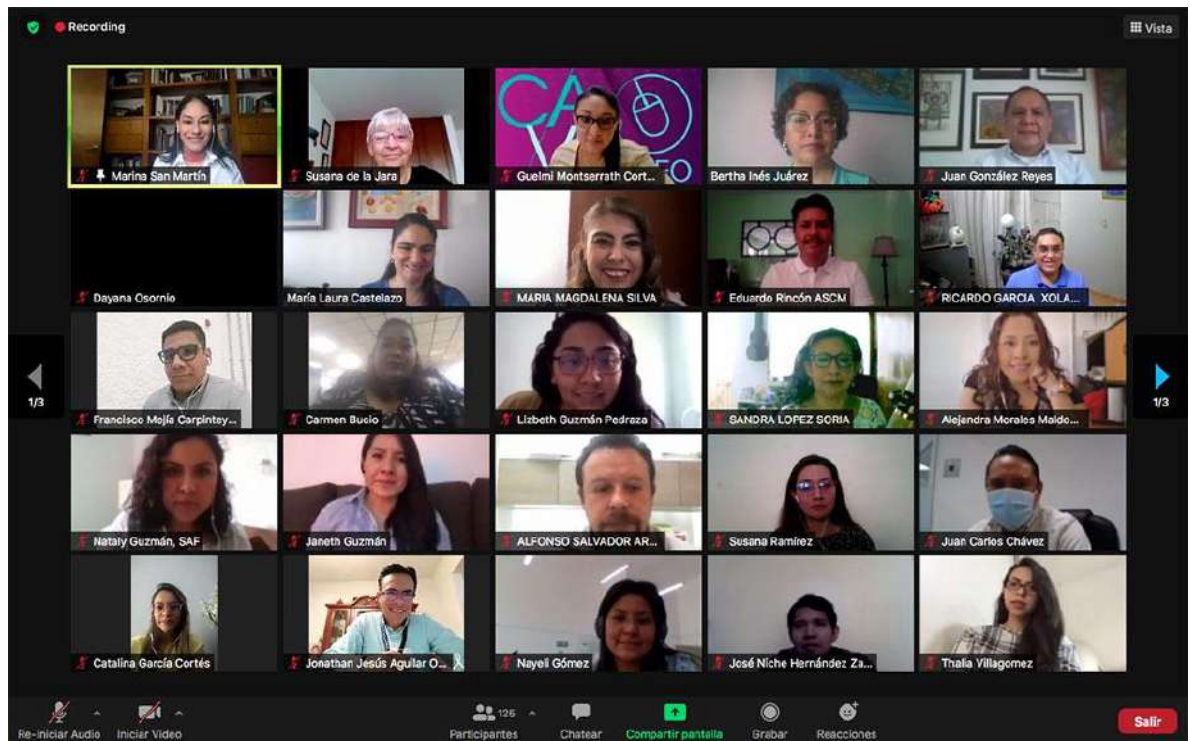 Recording
Vista
Marina San Martín
Susana de la Jara
CA
Guelmi Montserrath Cort...
Bertha Inés Juárez
Juan González Reyes
Dayana Osornio
María Laura Castelazo
MARIA MAGDALENA SILVA
Eduardo Rincón ASCM
RICARDO GARCIA XOLA...
Francisco Mejía Carpintey...
Carmen Bucio
Lizbeth Guzmán Pedraza
SANDRA LOPEZ SORIA
Alejandra Morales Maldo...
1/3
1/3
Nataly Guzmán, SAF
Janeth Guzmán
ALFONSO SALVADOR AR...
Susana Ramírez
Juan Carlos Chávez
Catalina García Cortés
Jonathan Jesús Aguilar O...
Nayeli Gómez
José Niche Hernández Za...
Thalia Villagomez
Re-iniciar Audio
Iniciar Video
126
Participantes
Chatear
Compartir pantalla
Grabar
Reacciones
Salir